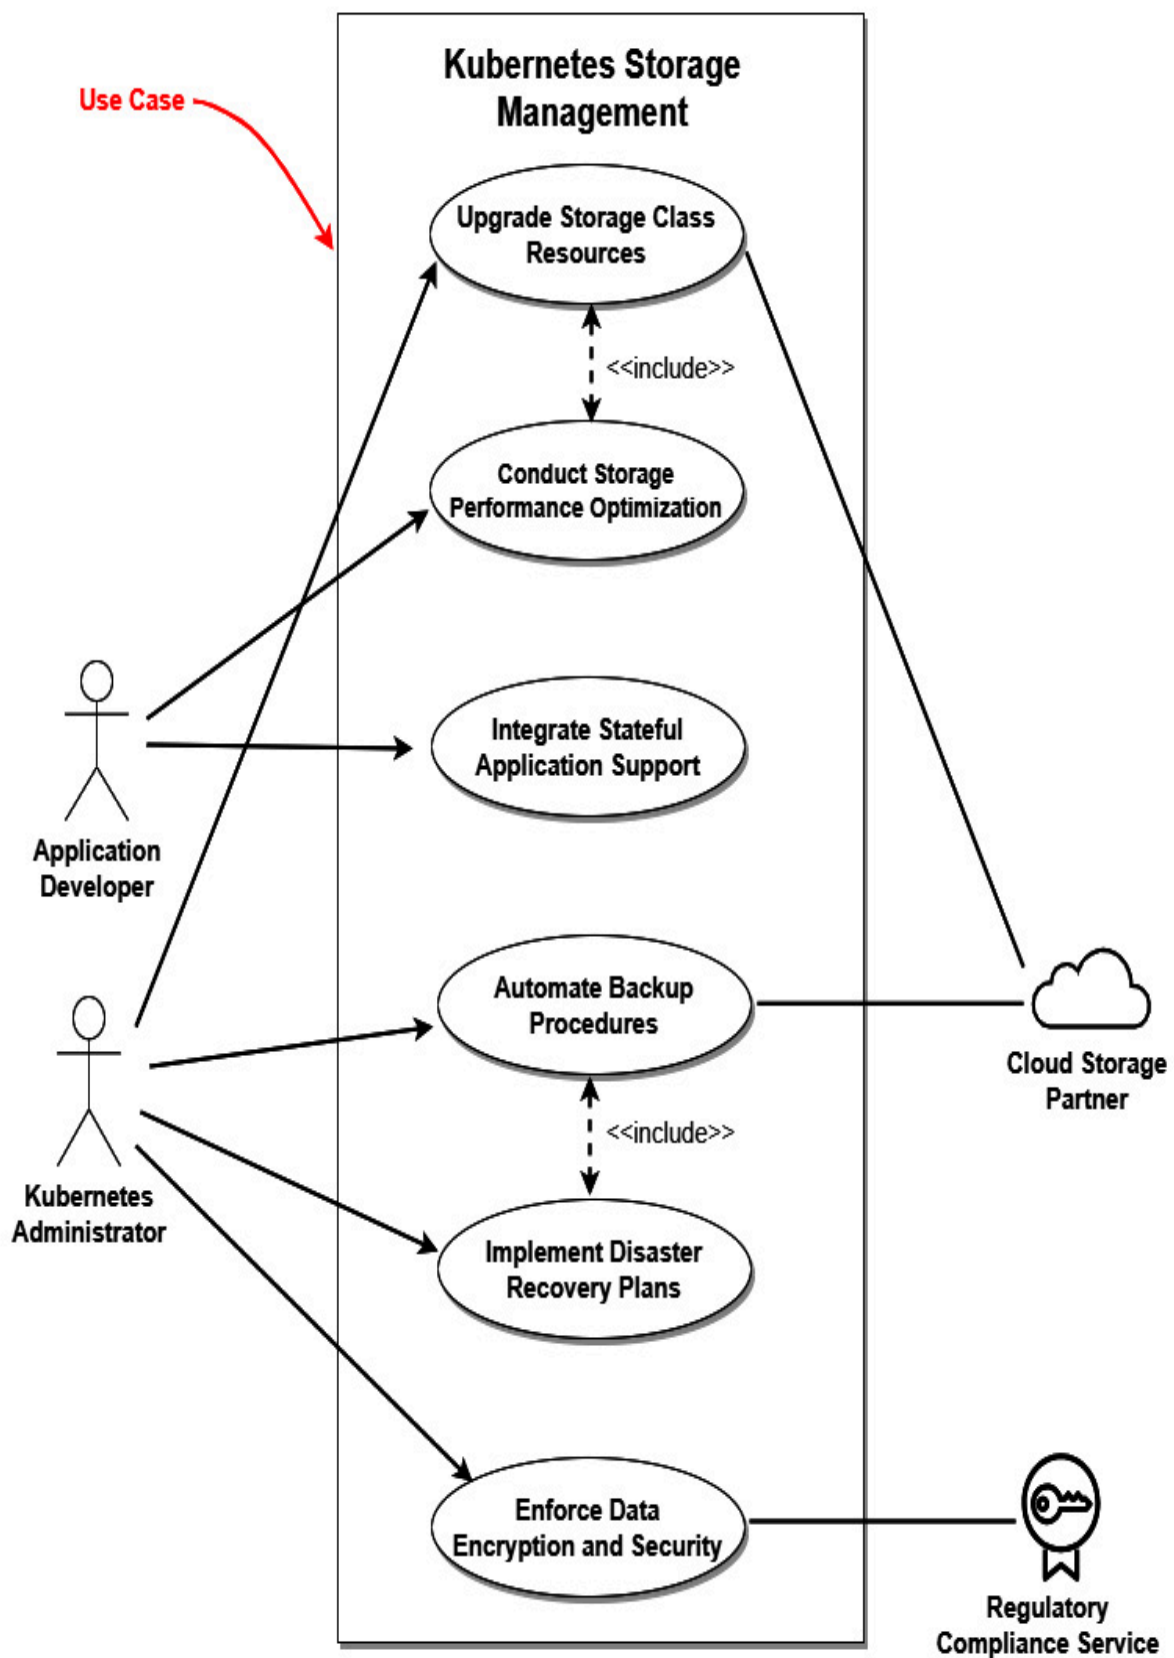 Kubernetes Storage
Management
Use Case
Upgrade Storage Class
Resources
<<include>>
Conduct Storage
Performance Optimization
Integrate Stateful
Application Support
Application
Developer
Automate Backup
Procedures
Cloud Storage
Partner
<<include>>
Kubernetes
Administrator
Implement Disaster
Recovery Plans
Enforce Data
Encryption and Security
Regulatory
Compliance Service